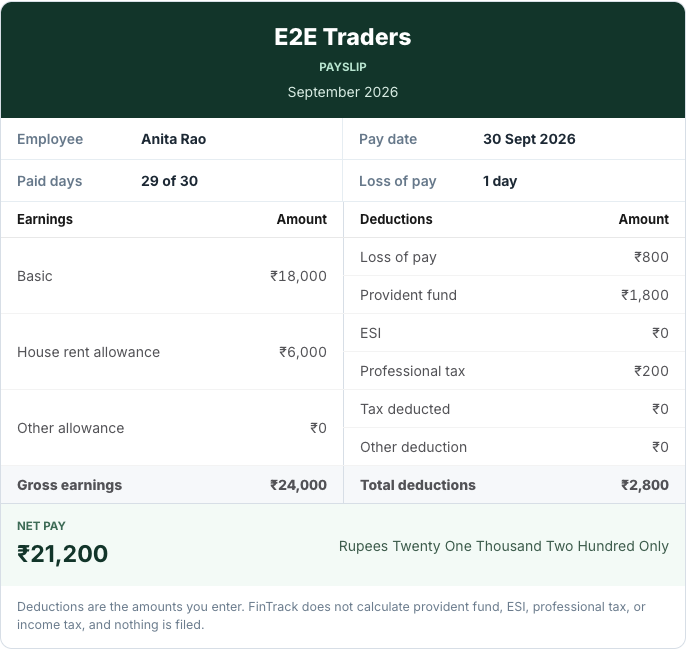 E2E Traders
PAYSLIP
September 2026
Employee Anita Rao Pay date 30 Sept 2026
Paid days 29 of 30 Loss of pay 1 day
Earnings Amount Deductions Amount
Loss of pay ₹800
Basic ₹18,000
Provident fund ₹1,800
ESI ₹0
House rent allowance ₹6,000
Professional tax ₹200
Tax deducted ₹0
Other allowance ₹0
Other deduction ₹0
Gross earnings ₹24,000 Total deductions ₹2,800
NET PAY
₹21,200 Rupees Twenty One Thousand Two Hundred Only
Deductions are the amounts you enter. FinTrack does not calculate provident fund, ESI, professional tax, or
income tax, and nothing is filed.